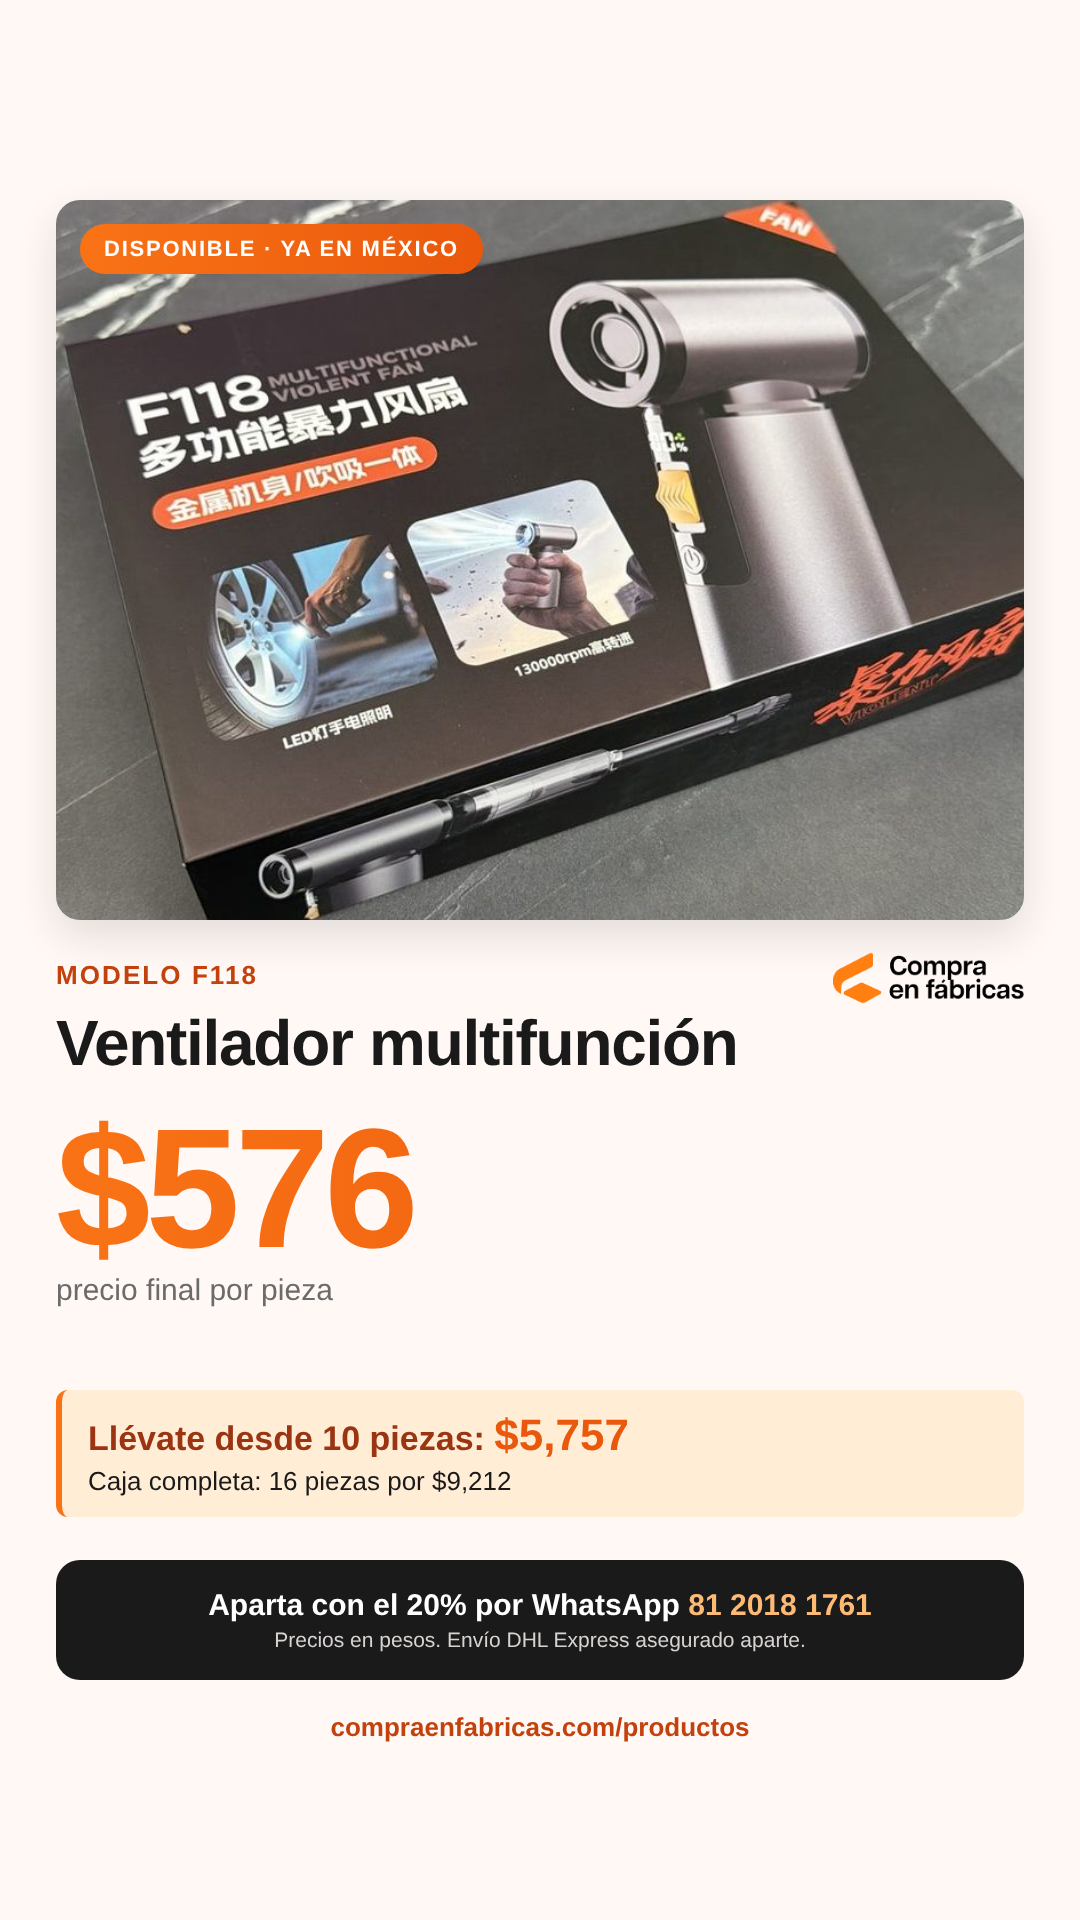 DISPONIBLE · YA EN MÉXICO
FAN
F118 MULTIFUNCTIONAL
VIOLENT FAN
多功能暴力风扇
金属机身/吹吸一体
130000rpm高转速
LED灯手电照明
暴力风扇
VIOLENT
MODELO F118
Compra
en fábricas
Ventilador multifunción
$576
precio final por pieza
Llévate desde 10 piezas: $5,757
Caja completa: 16 piezas por $9,212
Aparta con el 20% por WhatsApp 81 2018 1761
Precios en pesos. Envío DHL Express asegurado aparte.
compraenfabricas.com/productos